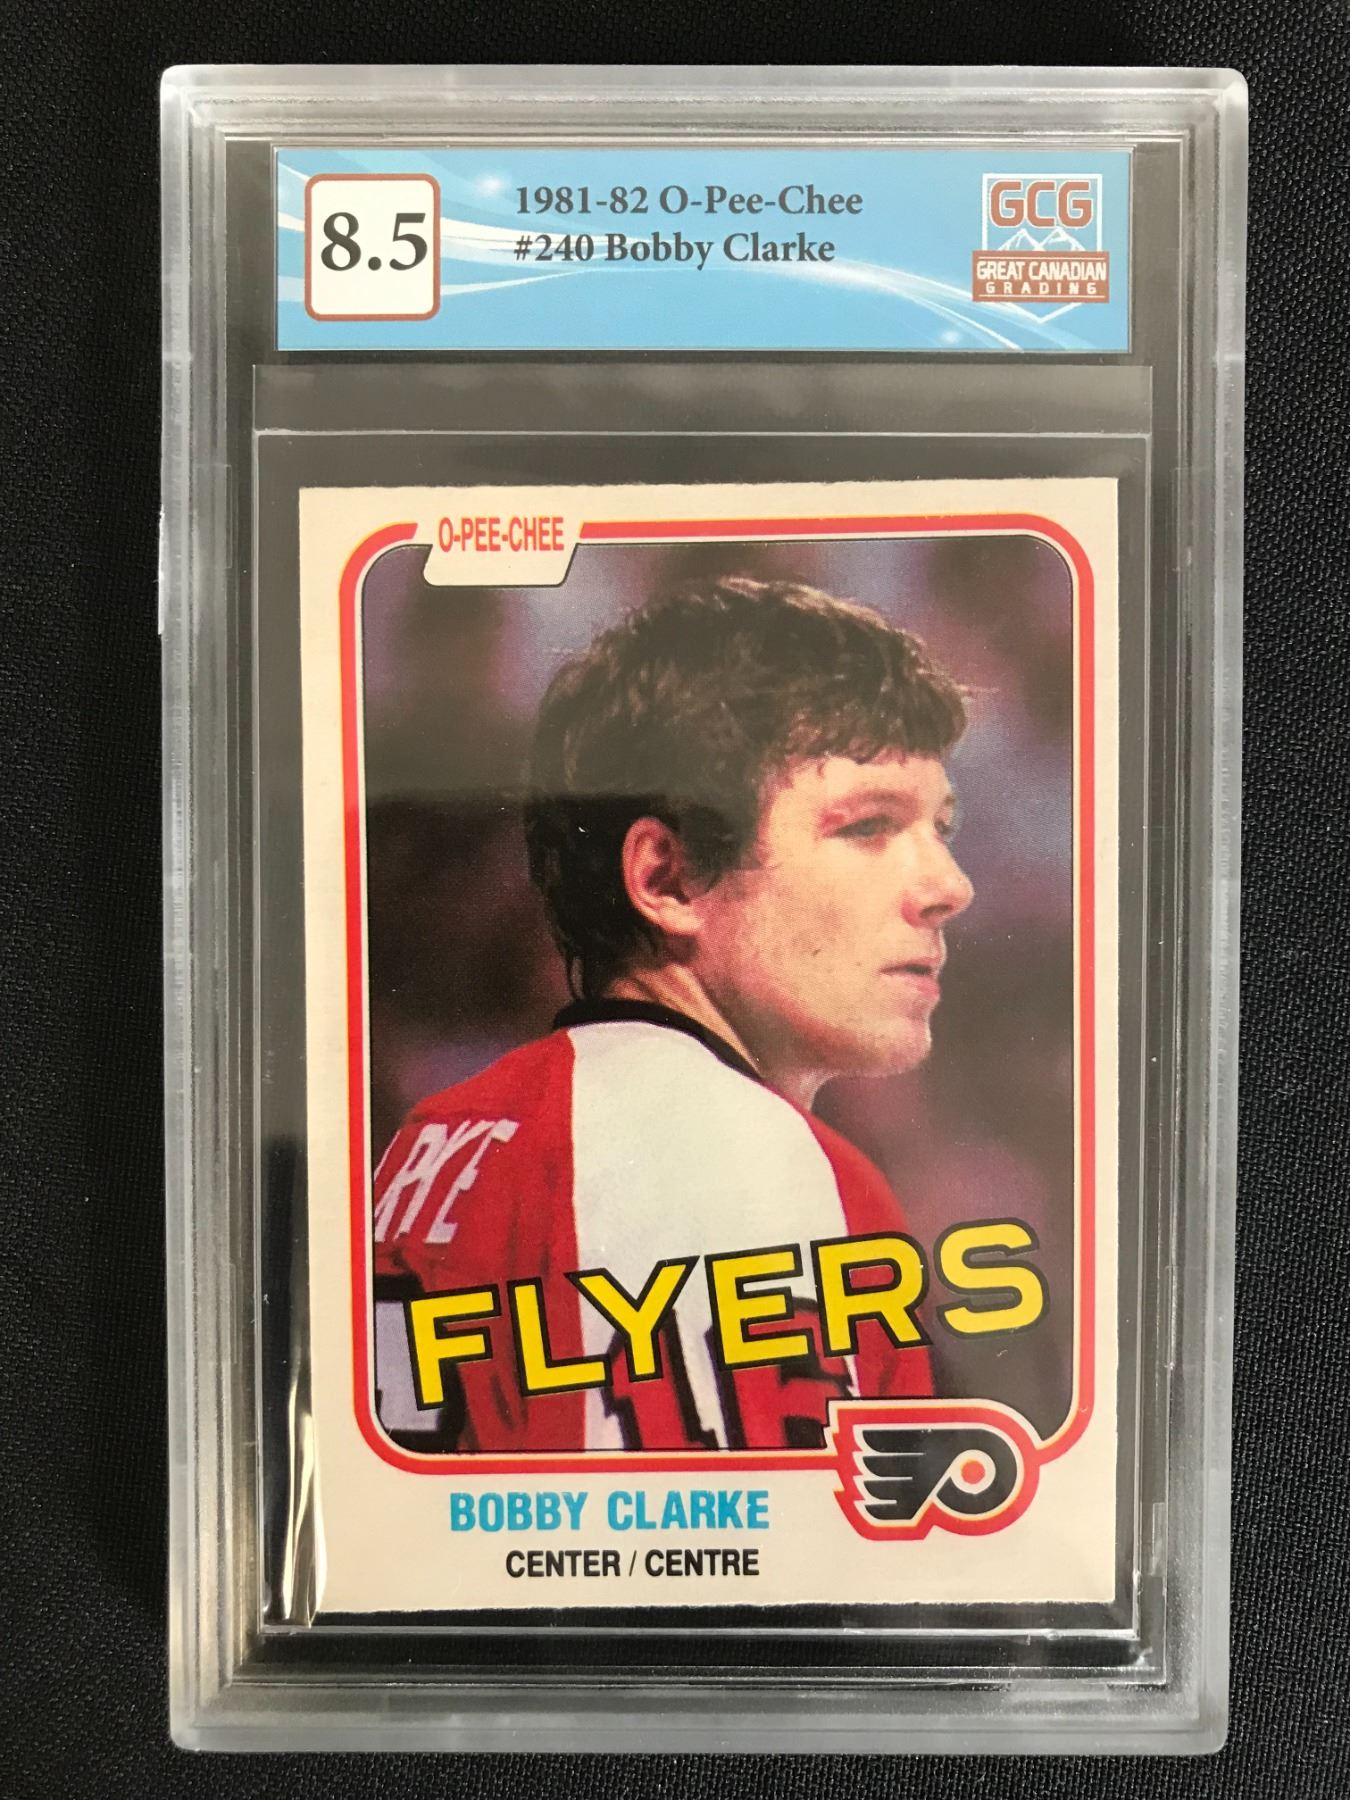 8.5
1981-82 O-Pee-Chee
#240 Bobby Clarke
GCG
GREAT CANADIAN
GRADING
O-PEE-CHEE
FLYERS
BOBBY CLARKE
CENTER / CENTRE